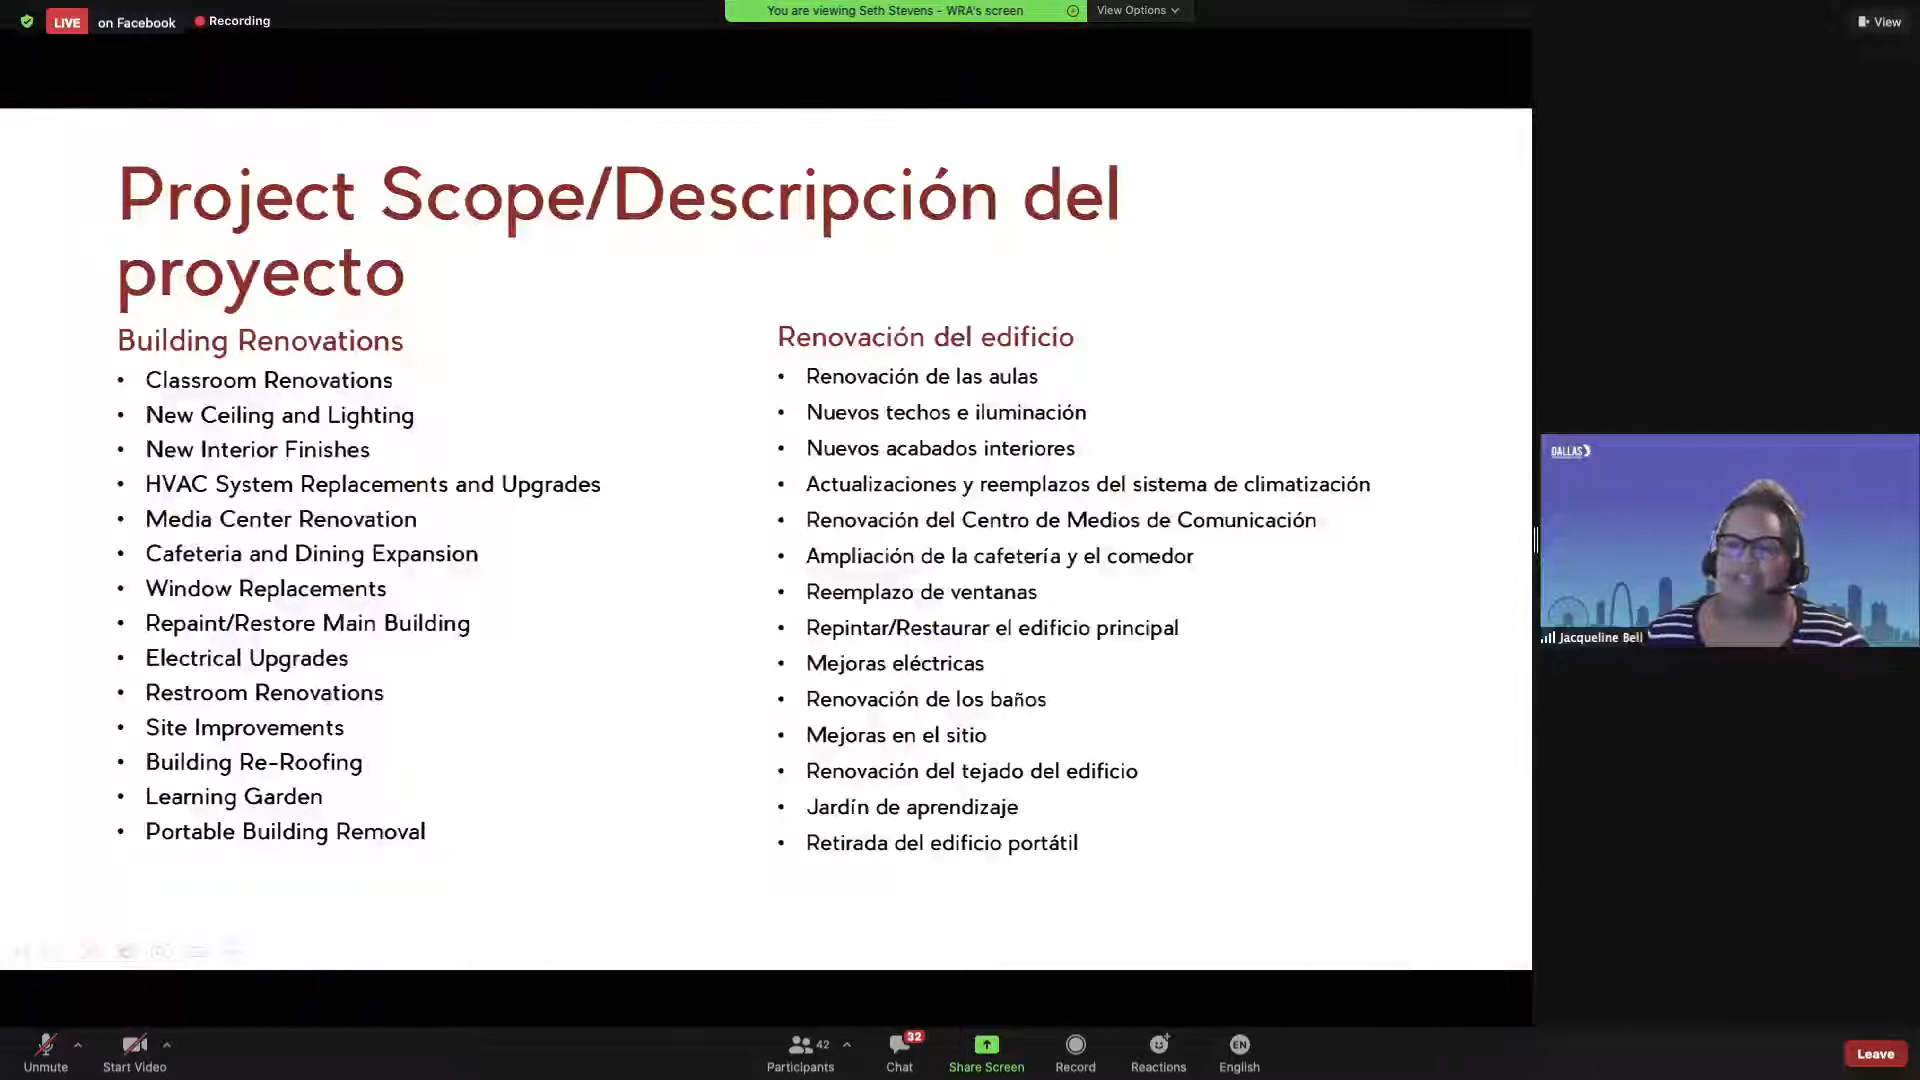 LIVE on Facebook Recording
You are viewing Seth Stevens - WRA's screen
View Options
View
Project Scope/Descripción del
proyecto
Building Renovations
• Classroom Renovations
• New Ceiling and Lighting
• New Interior Finishes
• HVAC System Replacements and Upgrades
• Media Center Renovation
• Cafeteria and Dining Expansion
• Window Replacements
• Repaint/Restore Main Building
• Electrical Upgrades
• Restroom Renovations
• Site Improvements
• Building Re-Roofing
• Learning Garden
• Portable Building Removal
Renovación del edificio
• Renovación de las aulas
• Nuevos techos e iluminación
• Nuevos acabados interiores
• Actualizaciones y reemplazos del sistema de climatización
• Renovación del Centro de Medios de Comunicación
• Ampliación de la cafetería y el comedor
• Reemplazo de ventanas
• Repintar/Restaurar el edificio principal
• Mejoras eléctricas
• Renovación de los baños
• Mejoras en el sitio
• Renovación del tejado del edificio
• Jardín de aprendizaje
• Retirada del edificio portátil
DALLAS
Jacqueline Bell
Unmute
Start Video
42
Participants
32
Chat
Share Screen
Record
Reactions
EN
English
Leave